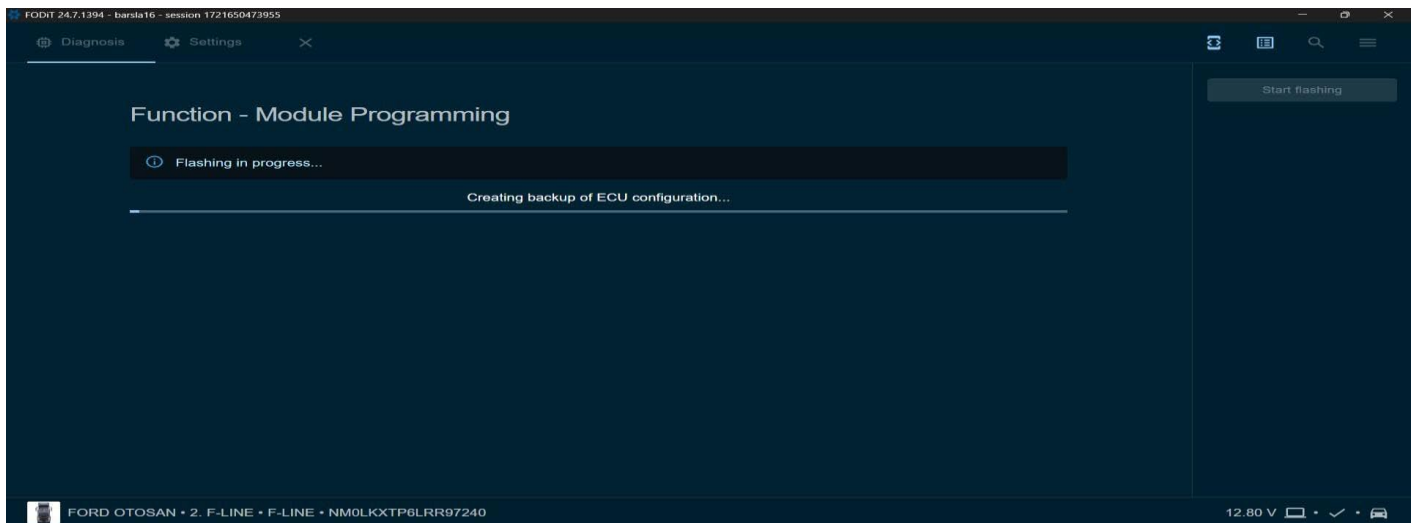 FODiT 24.7.1394 - barsla16 - session 1721650473955
Diagnosis
Settings
Start flashing
Function - Module Programming
Flashing in progress...
Creating backup of ECU configuration...
FORD OTOSAN • 2. F-LINE • F-LINE • NM0LKXTP6LRR97240
12.80 V